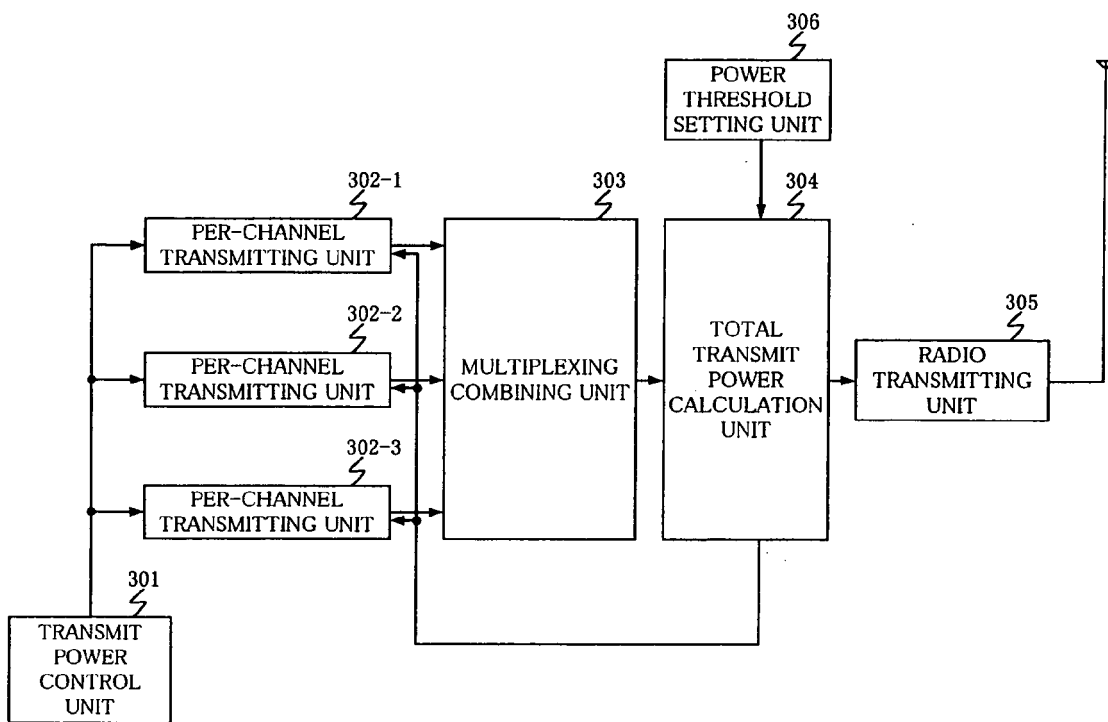 306
POWER
THRESHOLD
SETTING UNIT
302-1
PER-CHANNEL
TRANSMITTING UNIT
303
MULTIPLEXING
COMBINING UNIT
304
TOTAL
TRANSMIT
POWER
CALCULATION
UNIT
302-2
PER-CHANNEL
TRANSMITTING UNIT
305
RADIO
TRANSMITTING
UNIT
302-3
PER-CHANNEL
TRANSMITTING UNIT
301
TRANSMIT
POWER
CONTROL
UNIT